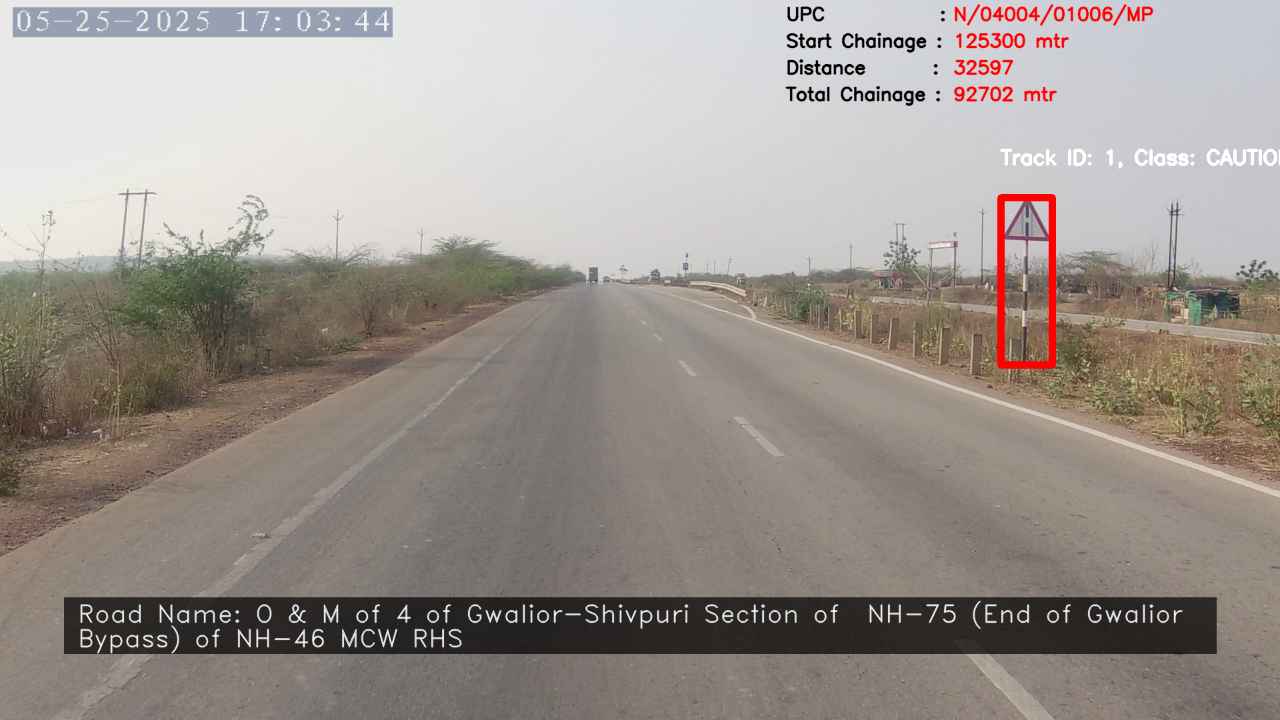 05-25-2025 17:03:44
UPC : N/04004/01006/MP
Start Chainage : 125300 mtr
Distance : 32597
Total Chainage : 92702 mtr
Track ID: 1, Class: CAUTIO
Road Name: O & M of 4 of Gwalior-Shivpuri Section of NH-75 (End of Gwalior
Bypass) of NH-46 MCW RHS